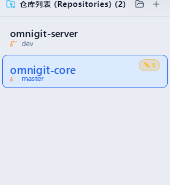 仓库列表 (Repositories) (2)
omnigit-server
dev
omnigit-core
master